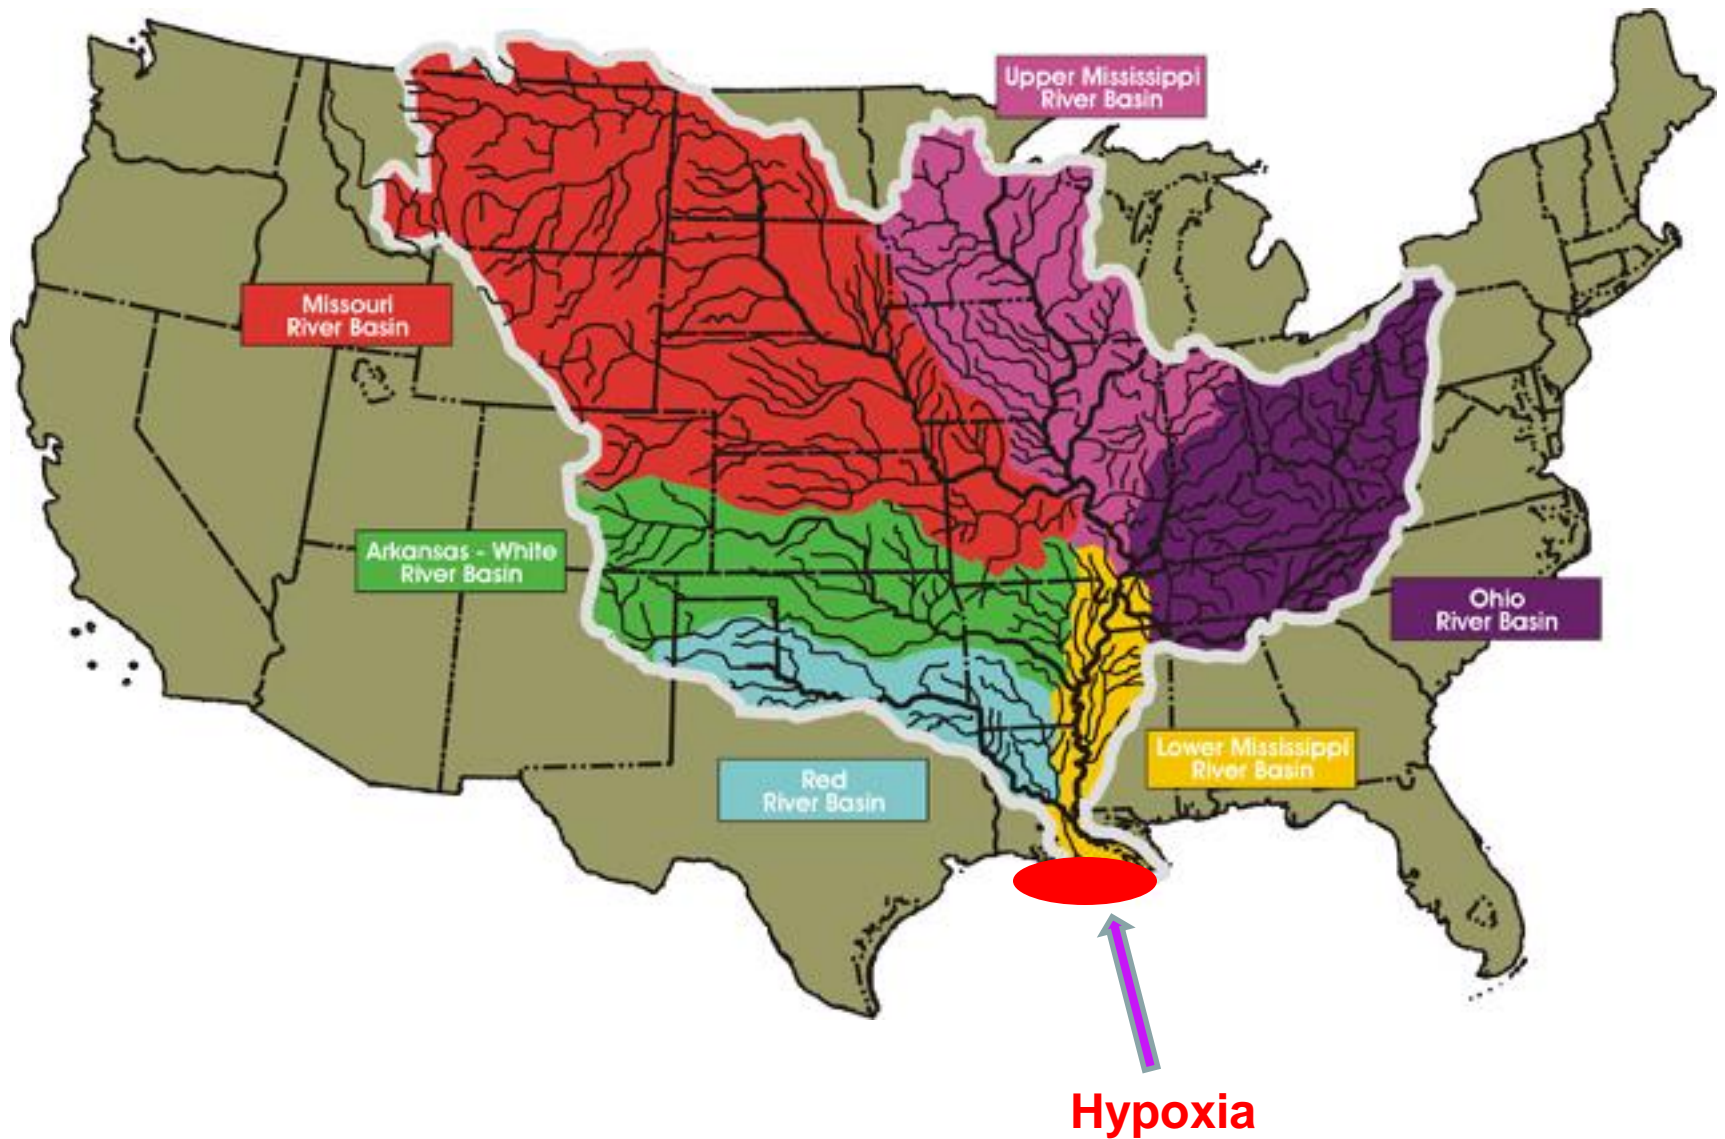 Upper Mississippi
River Basin
Missouri
River Basin
Arkansas - White
River Basin
Ohio
River Basin
Lower Mississippi
River Basin
Red
River Basin
Hypoxia